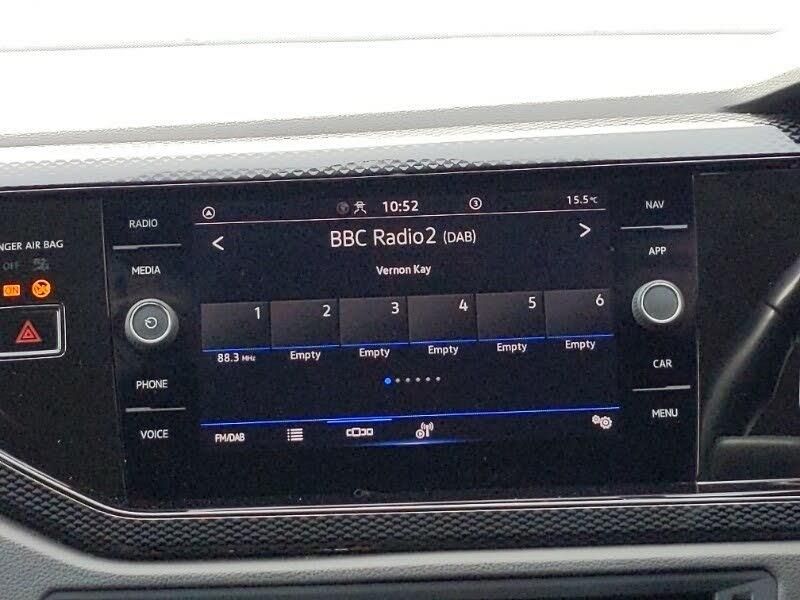 10:52 3 15.5°C
RADIO
NAV
BBC Radio2 (DAB)
NGER AIR BAG
APP
MEDIA
Vernon Kay
OFF
ON
1 2 3 4 5 6
88.3 MHz Empty Empty Empty Empty Empty
CAR
PHONE
MENU
VOICE
FM/DAB